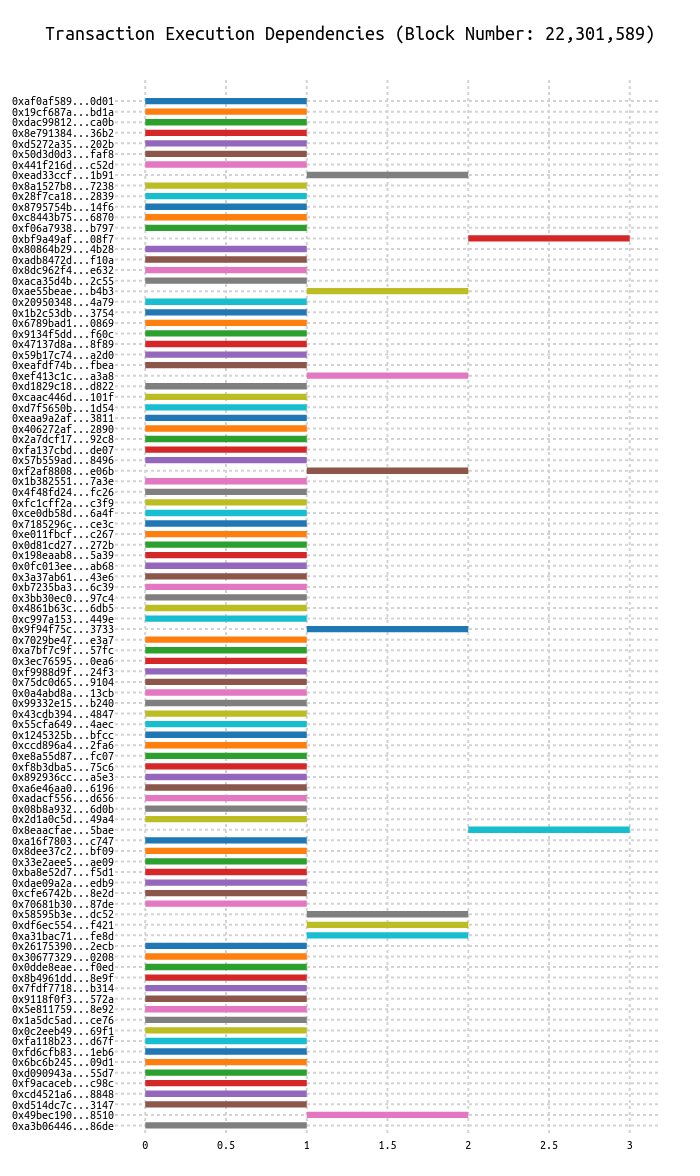 Transaction Execution Dependencies (Block Number: 22,301,589)
0xaf0af589...0d01
0x19cf687a...bd1a
0xdac99812...ca0b
0x8e791384...36b2
0xd5272a35...202b
0x50d3d0d3...faf8
0x441f216d...c52d
0xead33ccf...1b91
0x8a1527b8...7238
0x28f7ca18...2839
0x8795754b...14f6
0xc8443b75...6870
0xf06a7938...b797
0xbf9a49af...08f7
0x80864b29...4b28
0xadb8472d...f10a
0x8dc962f4...e632
0xaca35d4b...2c55
0xae55beae...b4b3
0x20950348...4a79
0x1b2c53db...3754
0x6789bad1...0869
0x9134f5dd...f60c
0x47137d8a...8f89
0x59b17c74...a2d0
0xeafdf74b...fbea
0xef413c1c...a3a8
0xd1829c18...d822
0xcaac446d...101f
0xd7f5650b...1d54
0xeaa9a2af...3811
0x406272af...2890
0x2a7dcf17...92c8
0xfa137cbd...de07
0x57b559ad...8496
0xf2af8808...e06b
0x1b382551...7a3e
0x4f48fd24...fc26
0xfc1cff2a...c3f9
0xce0db58d...6a4f
0x7185296c...ce3c
0xe011fbcf...c267
0x0d81cd27...272b
0x198eaab8...5a39
0x0fc013ee...ab68
0x3a37ab61...43e6
0xb7235ba3...6c39
0x3bb30ec0...97c4
0x4861b63c...6db5
0xc997a153...449e
0x9f94f75c...3733
0x7029be47...e3a7
0xa7bf7c9f...57fc
0x3ec76595...0ea6
0xf9988d9f...24f3
0x75dc0d65...9104
0x0a4abd8a...13cb
0x99332e15...b240
0x43cdb394...4847
0x55cfa649...4aec
0x1245325b...bfcc
0xccd896a4...2fa6
0xe8a55d87...fc07
0xf8b3dba5...75c6
0x892936cc...a5e3
0xa6e46aa0...6196
0xadacf556...d656
0x08b8a932...6d0b
0x2d1a0c5d...49a4
0x8eaacfae...5bae
0xa16f7803...c747
0x8dee37c2...bf09
0x33e2aee5...ae09
0xba8e52d7...f5d1
0xdae09a2a...edb9
0xcfe6742b...8e2d
0x70681b30...87de
0x58595b3e...dc52
0xdf6ec554...f421
0xa31bac71...fe8d
0x26175390...2ecb
0x30677329...0208
0x0dde8eae...f0ed
0x8b4961dd...8e9f
0x7fdf7718...b314
0x9118f0f3...572a
0x5e811759...8e92
0x1a5dc5ad...ce76
0x0c2eeb49...69f1
0xfa118b23...d67f
0xfd6cfb83...1eb6
0x6bc6b245...09d1
0xd090943a...55d7
0xf9acaceb...c98c
0xcd4521a6...8848
0xd514dc7c...3147
0x49bec190...8510
0xa3b06446...86de
0 0.5 1 1.5 2 2.5 3